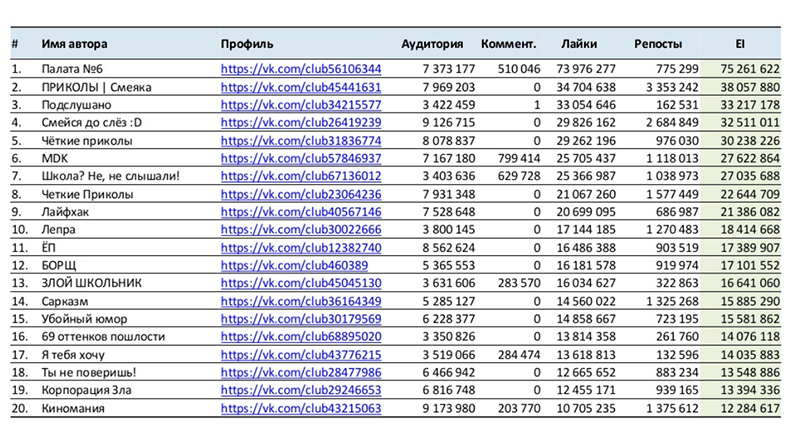 # Имя автора Профиль Аудитория Коммент. Лайки Репосты EI
1. Палата №6 https://vk.com/club56106344 7 373 177 510 046 73 976 277 775 299 75 261 622
2. ПРИКОЛЫ | Смеяка https://vk.com/club45441631 7 969 203 0 34 704 638 3 353 242 38 057 880
3. Подслушано https://vk.com/club34215577 3 422 459 1 33 054 646 162 531 33 217 178
4. Смейся до слёз :D https://vk.com/club26419239 9 126 715 0 29 826 162 2 684 849 32 511 011
5. Чёткие приколы https://vk.com/club31836774 8 078 837 0 29 262 196 976 030 30 238 226
6. MDK https://vk.com/club57846937 7 167 180 799 414 25 705 437 1 118 013 27 622 864
7. Школа? Не, не слышали! https://vk.com/club67136012 3 403 636 629 728 25 366 987 1 038 973 27 035 688
8. Четкие Приколы https://vk.com/club23064236 7 931 348 0 21 067 260 1 577 449 22 644 709
9. Лайфхак https://vk.com/club40567146 7 528 648 0 20 699 095 686 987 21 386 082
10. Лепра https://vk.com/club30022666 3 800 145 0 17 144 185 1 270 483 18 414 668
11. ЁП https://vk.com/club12382740 8 562 624 0 16 486 388 903 519 17 389 907
12. БОРЩ https://vk.com/club460389 5 365 553 0 16 181 578 919 974 17 101 552
13. ЗЛОЙ ШКОЛЬНИК https://vk.com/club45045130 3 631 606 283 570 16 034 627 322 863 16 641 060
14. Сарказм https://vk.com/club36164349 5 285 127 0 14 560 022 1 325 268 15 885 290
15. Убойный юмор https://vk.com/club30179569 6 228 377 0 14 858 667 723 195 15 581 862
16. 69 оттенков пошлости https://vk.com/club68895020 3 350 826 0 13 814 358 261 760 14 076 118
17. Я тебя хочу https://vk.com/club43776215 3 519 066 284 474 13 618 813 132 596 14 035 883
18. Ты не поверишь! https://vk.com/club28477986 6 466 942 0 12 665 652 883 234 13 548 886
19. Корпорация Зла https://vk.com/club29246653 6 816 748 0 12 455 171 939 165 13 394 336
20. Киномания https://vk.com/club43215063 9 173 980 203 770 10 705 235 1 375 612 12 284 617